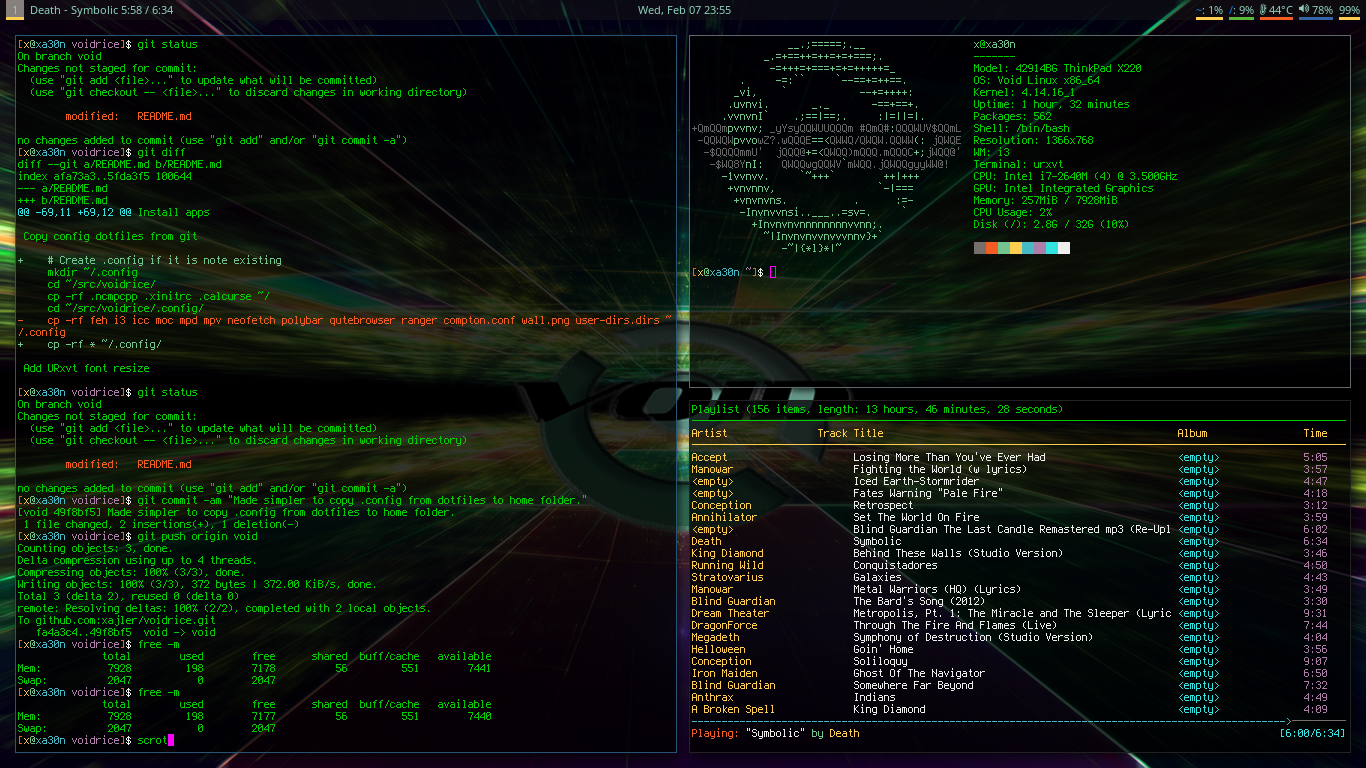 1 Death - Symbolic 5:58 / 6:34 Wed, Feb 07 23:55 ~: 1% /: 9% 44°C 78% 99%
[x@xa30n voidrice]$ git status
On branch void
Changes not staged for commit:
(use "git add <file>..." to update what will be committed)
(use "git checkout -- <file>..." to discard changes in working directory)
modified: README.md
no changes added to commit (use "git add" and/or "git commit -a")
[x@xa30n voidrice]$ git diff
diff --git a/README.md b/README.md
index afa73a3..5fda3f5 100644
--- a/README.md
+++ b/README.md
@@ -69,11 +69,12 @@ Install apps
Copy config dotfiles from git
+ # Create .config if it is note existing
mkdir ~/.config
cd ~/src/voidrice/
cp -rf .ncmpcpp .xinitrc .calcurse ~/
cd ~/src/voidrice/.config/
- cp -rf feh i3 icc moc mpd mpv neofetch polybar qutebrowser ranger compton.conf wall.png user-dirs.dirs ~
/.config
+ cp -rf * ~/.config/
Add URxvt font resize
[x@xa30n voidrice]$ git status
On branch void
Changes not staged for commit:
(use "git add <file>..." to update what will be committed)
(use "git checkout -- <file>..." to discard changes in working directory)
modified: README.md
no changes added to commit (use "git add" and/or "git commit -a")
[x@xa30n voidrice]$ git commit -am "Made simpler to copy .config from dotfiles to home folder."
[void 49f8bf5] Made simpler to copy .config from dotfiles to home folder.
1 file changed, 2 insertions(+), 1 deletion(-)
[x@xa30n voidrice]$ git push origin void
Counting objects: 3, done.
Delta compression using up to 4 threads.
Compressing objects: 100% (3/3), done.
Writing objects: 100% (3/3), 372 bytes | 372.00 KiB/s, done.
Total 3 (delta 2), reused 0 (delta 0)
remote: Resolving deltas: 100% (2/2), completed with 2 local objects.
To github.com:xajler/voidrice.git
fa4a3c4..49f8bf5 void -> void
[x@xa30n voidrice]$ free -m
total used free shared buff/cache available
Mem: 7928 198 7178 56 551 7441
Swap: 2047 0 2047
[x@xa30n voidrice]$ free -m
total used free shared buff/cache available
Mem: 7928 199 7177 56 551 7440
Swap: 2047 0 2047
[x@xa30n voidrice]$ scrot
x@xa30n
-------
Model: 42914BG ThinkPad X220
OS: Void Linux x86_64
Kernel: 4.14.16_1
Uptime: 1 hour, 32 minutes
Packages: 562
Shell: /bin/bash
Resolution: 1366x768
WM: i3
Terminal: urxvt
CPU: Intel i7-2640M (4) @ 3.500GHz
GPU: Intel Integrated Graphics
Memory: 257MiB / 7928MiB
CPU Usage: 2%
Disk (/): 2.8G / 32G (10%)
[x@xa30n ~]$
Playlist (156 items, length: 13 hours, 46 minutes, 28 seconds)
Artist Track Title Album Time
Accept Losing More Than You've Ever Had <empty> 5:05
Manowar Fighting the World (w lyrics) <empty> 3:57
<empty> Iced Earth-Stormrider <empty> 4:47
<empty> Fates Warning "Pale Fire" <empty> 4:18
Conception Retrospect <empty> 3:12
Annihilator Set The World On Fire <empty> 3:59
<empty> Blind Guardian The Last Candle Remastered mp3 (Re-Upl <empty> 6:00
Death Symbolic <empty> 6:34
King Diamond Behind These Walls (Studio Version) <empty> 3:46
Running Wild Conquistadores <empty> 4:50
Stratovarius Galaxies <empty> 4:43
Manowar Metal Warriors (HQ) (Lyrics) <empty> 3:49
Blind Guardian The Bard's Song (2012) <empty> 3:30
Dream Theater Metropolis, Pt. 1: The Miracle and The Sleeper (Lyric <empty> 9:31
DragonForce Through The Fire And Flames (Live) <empty> 7:44
Megadeth Symphony of Destruction (Studio Version) <empty> 4:04
Helloween Goin' Home <empty> 3:56
Conception Soliloquy <empty> 9:07
Iron Maiden Ghost Of The Navigator <empty> 6:50
Blind Guardian Somewhere Far Beyond <empty> 7:32
Anthrax Indians <empty> 4:49
A Broken Spell King Diamond <empty> 4:09
Playing: "Symbolic" by Death [6:00/6:34]